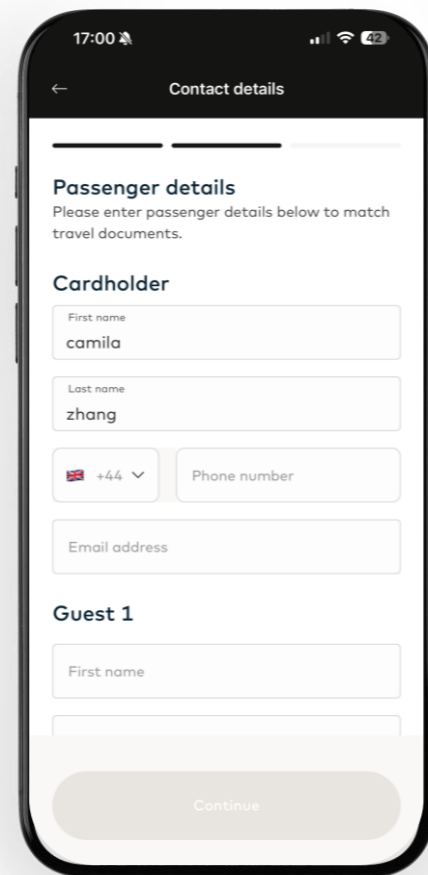 17:00
42
Contact details
Passenger details
Please enter passenger details below to match
travel documents.
Cardholder
First name
camila
Last name
zhang
+44
Phone number
Email address
Guest 1
First name
Continue